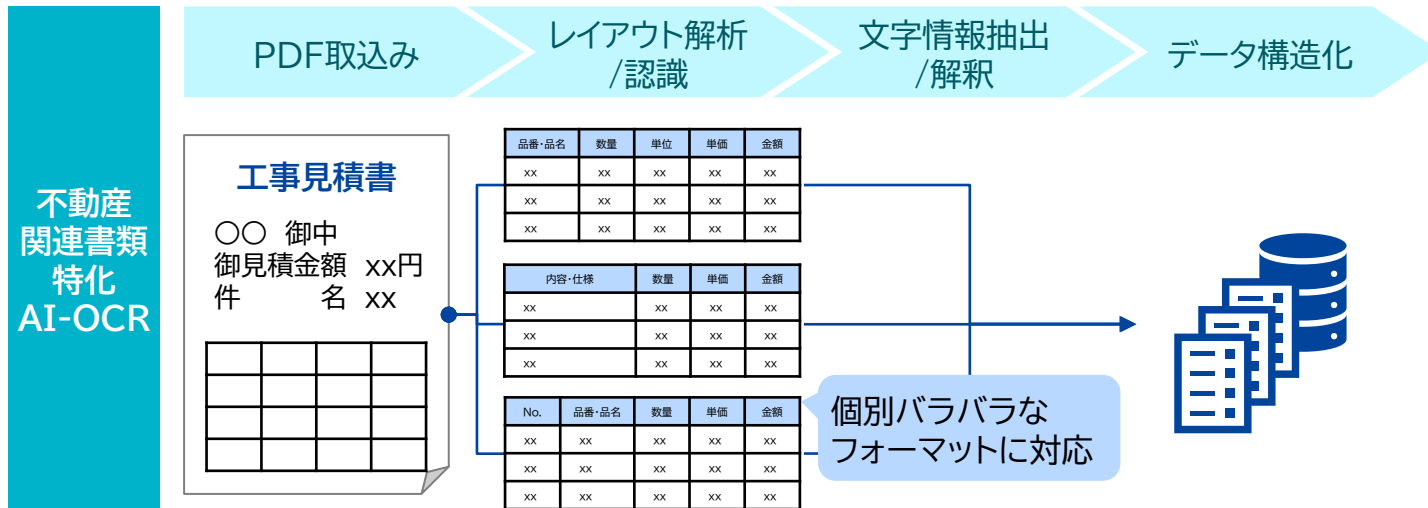 不動産
関連書類
特化
AI-OCR
PDF取込み
レイアウト解析
/認識
文字情報抽出
/解釈
データ構造化
工事見積書
〇〇 御中
御見積金額 xx円
件 名 xx
品番・品名 数量 単位 単価 金額
xx xx xx xx xx
xx xx xx xx xx
xx xx xx xx xx
内容・仕様 数量 単価 金額
xx xx xx xx
xx xx xx xx
xx xx xx xx
No. 品番・品名 数量 単価 金額
xx xx xx xx xx
xx xx xx xx xx
xx xx xx xx xx
個別バラバラな
フォーマットに対応